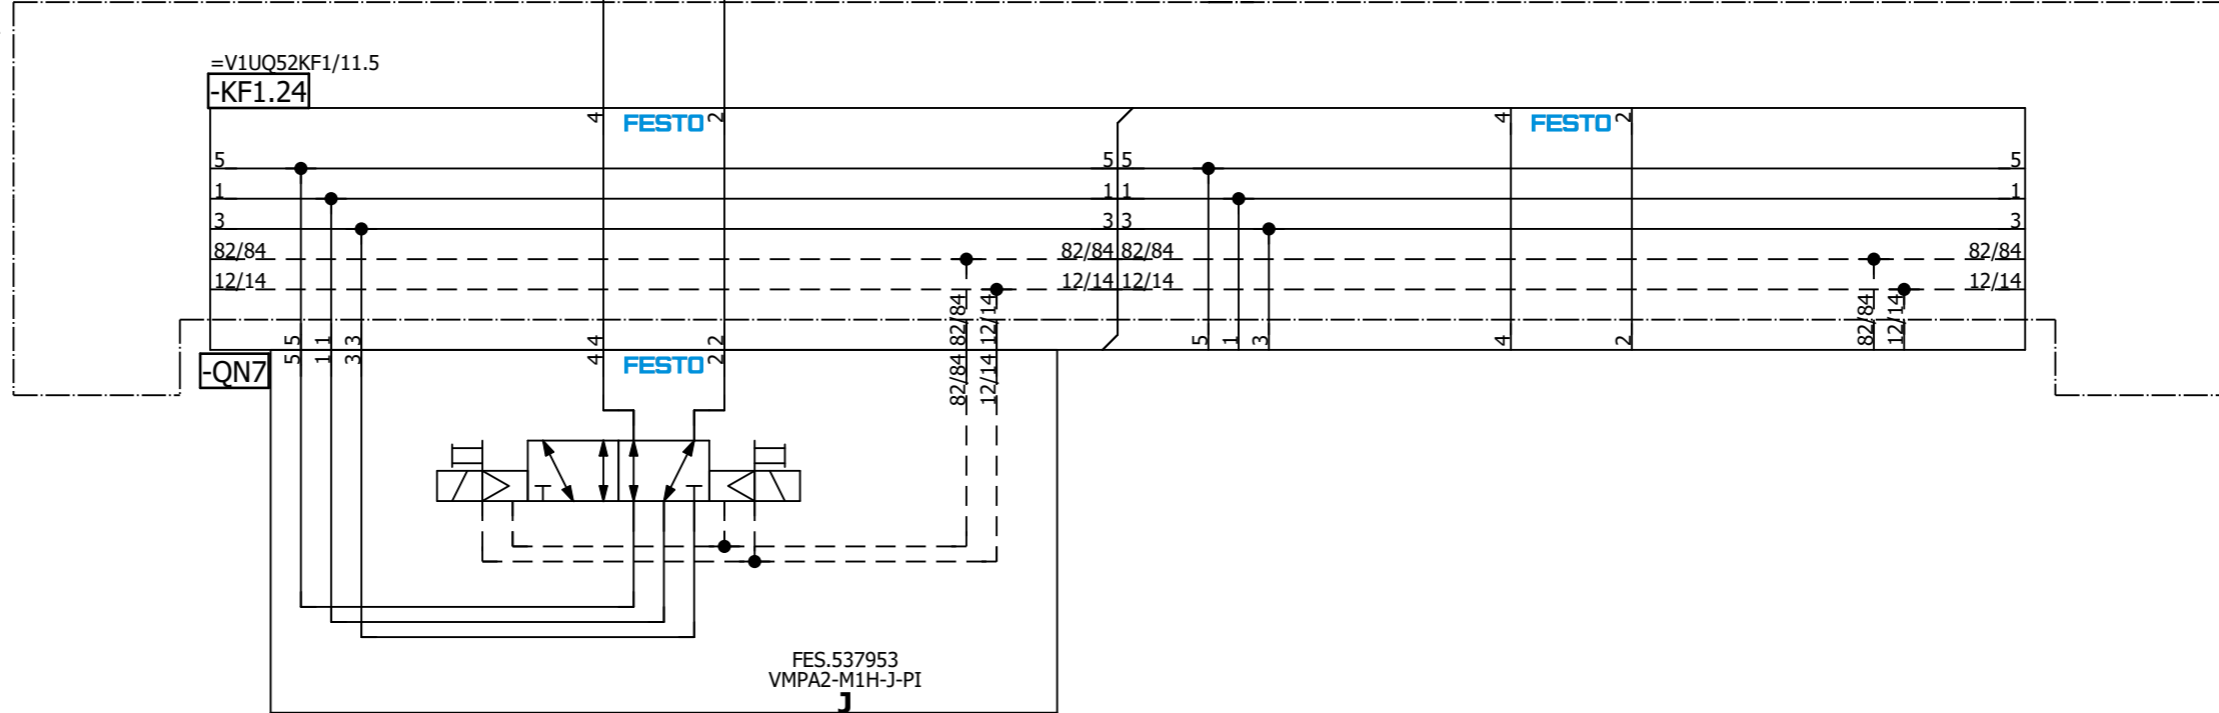 =V1UQ52KF1/11.5
-KF1.24
4 FESTO 2 4 FESTO 2
5 5 5 5
1 1 1 1
3 3 3 3
82/84 82/84 82/84 82/84
12/14 12/14 12/14 12/14
5 1 3 4 2 82/84 12/14 5 1 3 4 2 82/84 12/14
-QN7 5 1 3 4 FESTO 2 82/84 12/14
FES.537953
VMPA2-M1H-J-PI
J